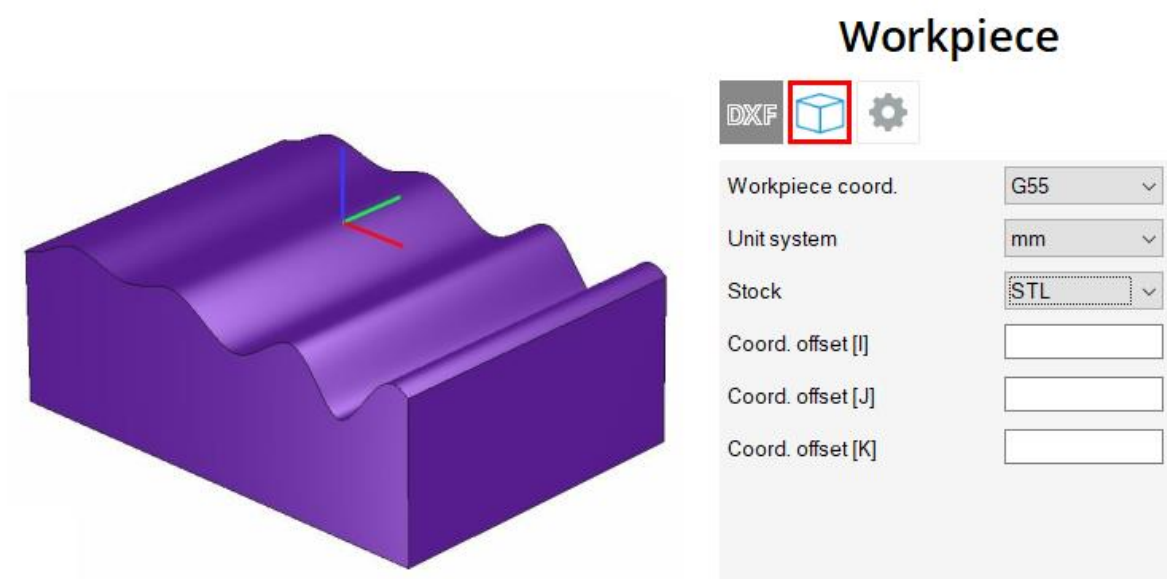 Workpiece
DXF
Workpiece coord. G55
Unit system mm
Stock STL
Coord. offset [I]
Coord. offset [J]
Coord. offset [K]